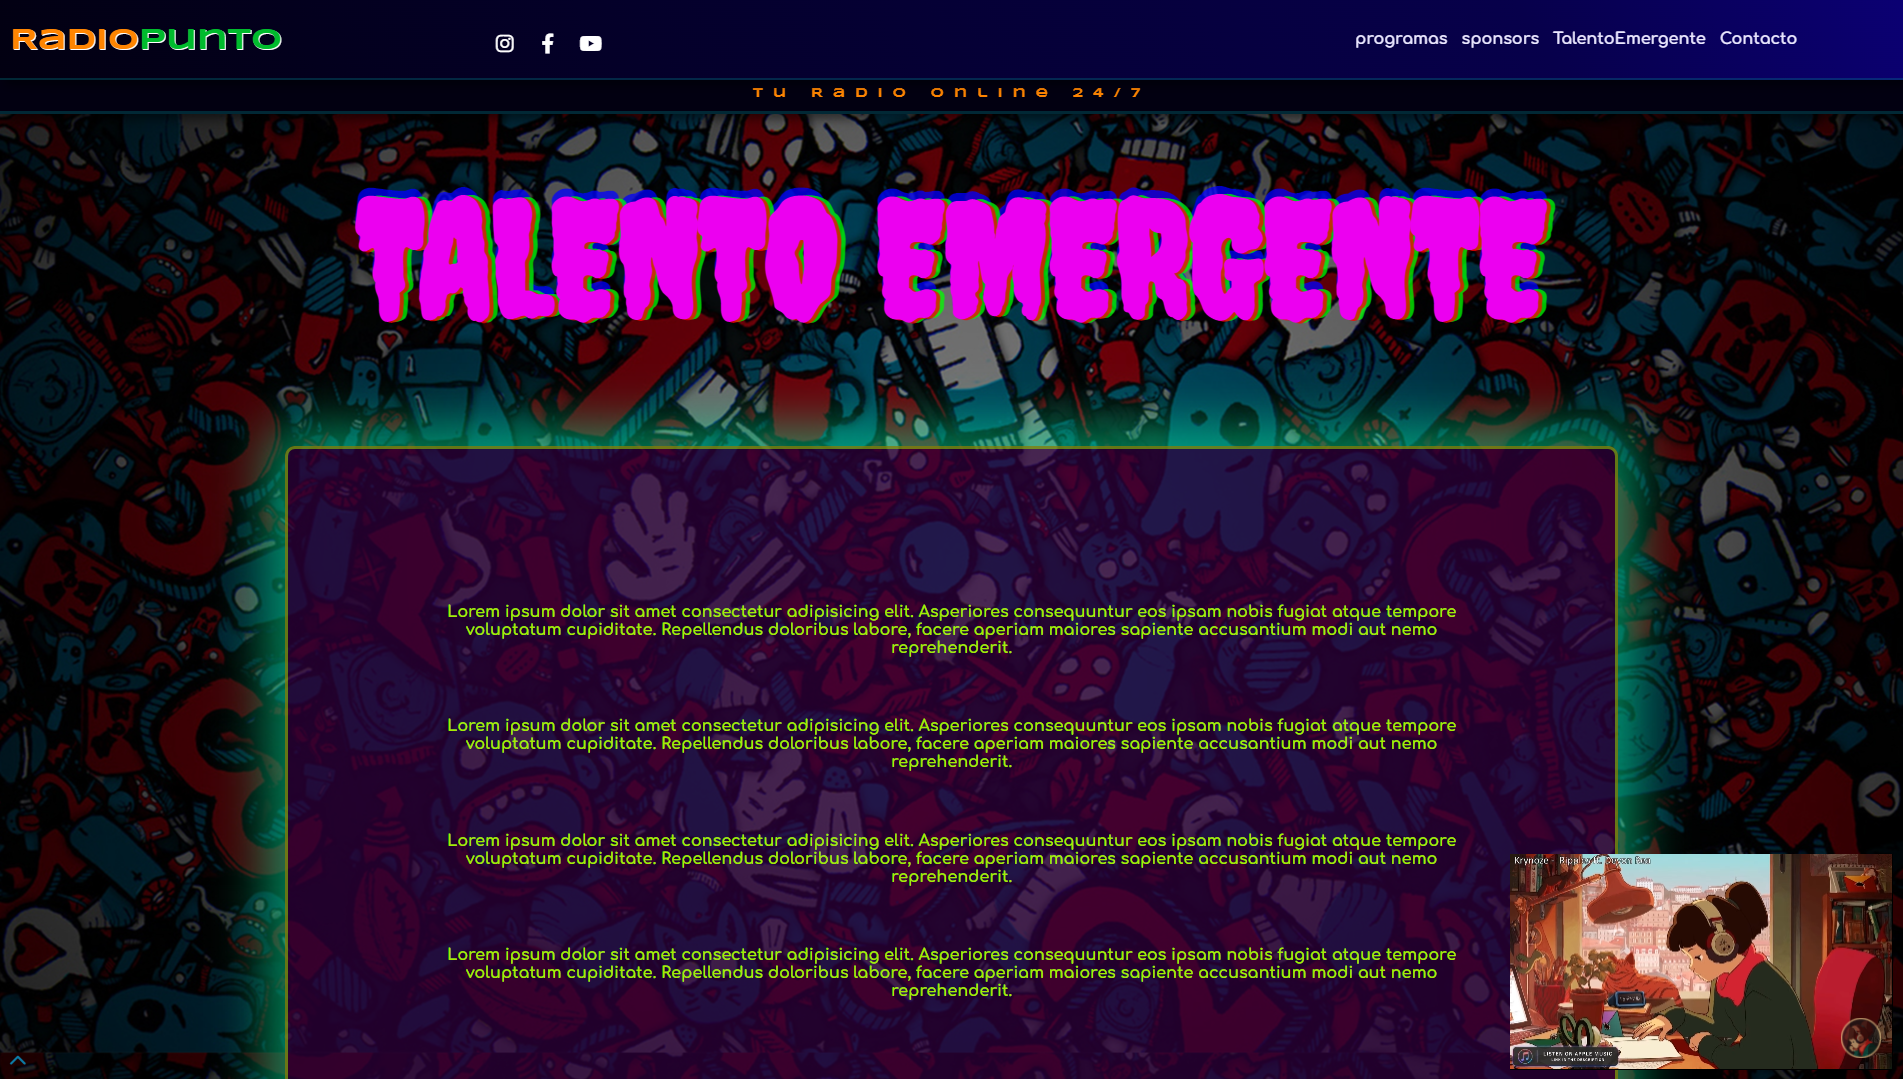 RadioPunto
programas sponsors TalentoEmergente Contacto
Tu Radio Online 24/7
TALENTO EMERGENTE
Lorem ipsum dolor sit amet consectetur adipisicing elit. Asperiores consequuntur eos ipsam nobis fugiat atque tempore
voluptatum cupiditate. Repellendus doloribus labore, facere aperiam maiores sapiente accusantium modi aut nemo
reprehenderit.
Lorem ipsum dolor sit amet consectetur adipisicing elit. Asperiores consequuntur eos ipsam nobis fugiat atque tempore
voluptatum cupiditate. Repellendus doloribus labore, facere aperiam maiores sapiente accusantium modi aut nemo
reprehenderit.
Lorem ipsum dolor sit amet consectetur adipisicing elit. Asperiores consequuntur eos ipsam nobis fugiat atque tempore
voluptatum cupiditate. Repellendus doloribus labore, facere aperiam maiores sapiente accusantium modi aut nemo
reprehenderit.
Lorem ipsum dolor sit amet consectetur adipisicing elit. Asperiores consequuntur eos ipsam nobis fugiat atque tempore
voluptatum cupiditate. Repellendus doloribus labore, facere aperiam maiores sapiente accusantium modi aut nemo
reprehenderit.
Krynoze - ft. Devon Rea
LISTEN ON APPLE MUSIC
LINK IN THE DESCRIPTION